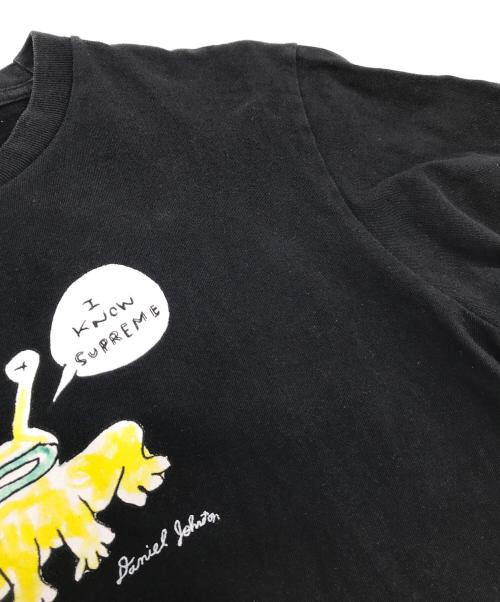 I
KNOW
SUPREME
Daniel Johnston